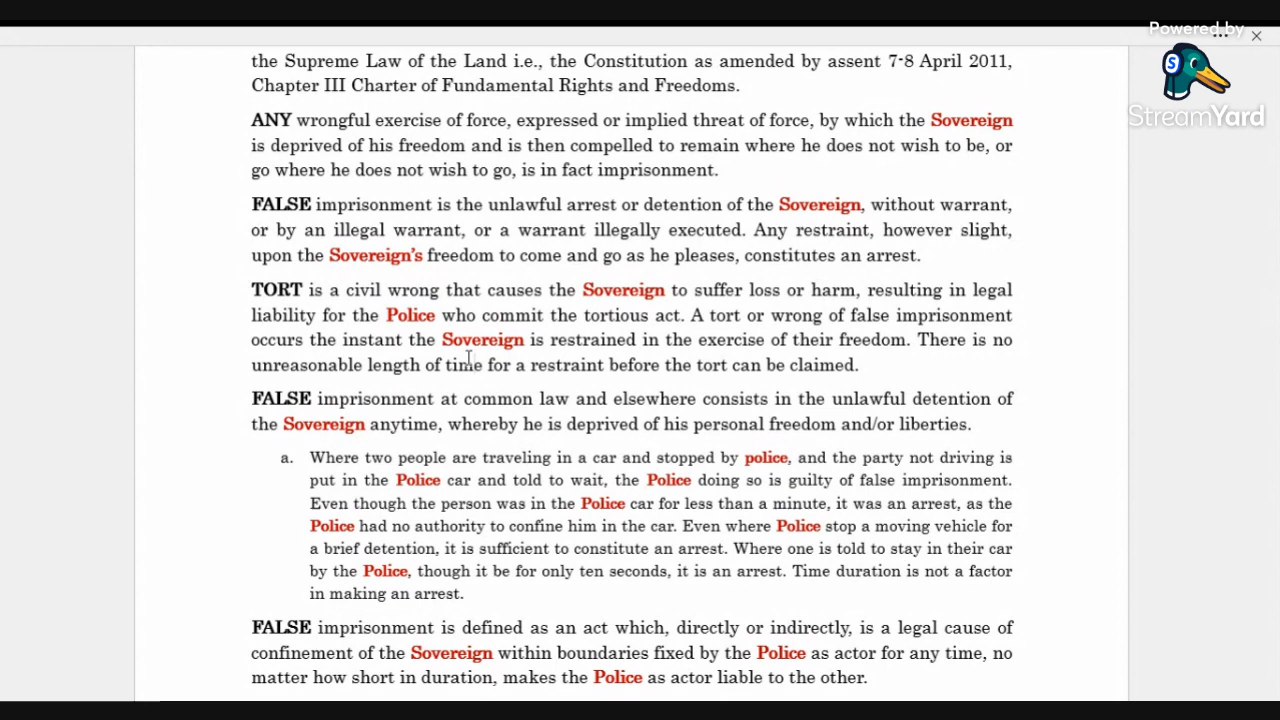 Powered by
StreamYard
the Supreme Law of the Land i.e., the Constitution as amended by assent 7-8 April 2011,
Chapter III Charter of Fundamental Rights and Freedoms.
ANY wrongful exercise of force, expressed or implied threat of force, by which the Sovereign
is deprived of his freedom and is then compelled to remain where he does not wish to be, or
go where he does not wish to go, is in fact imprisonment.
FALSE imprisonment is the unlawful arrest or detention of the Sovereign, without warrant,
or by an illegal warrant, or a warrant illegally executed. Any restraint, however slight,
upon the Sovereign's freedom to come and go as he pleases, constitutes an arrest.
TORT is a civil wrong that causes the Sovereign to suffer loss or harm, resulting in legal
liability for the Police who commit the tortious act. A tort or wrong of false imprisonment
occurs the instant the Sovereign is restrained in the exercise of their freedom. There is no
unreasonable length of time for a restraint before the tort can be claimed.
FALSE imprisonment at common law and elsewhere consists in the unlawful detention of
the Sovereign anytime, whereby he is deprived of his personal freedom and/or liberties.
a. Where two people are traveling in a car and stopped by police, and the party not driving is
put in the Police car and told to wait, the Police doing so is guilty of false imprisonment.
Even though the person was in the Police car for less than a minute, it was an arrest, as the
Police had no authority to confine him in the car. Even where Police stop a moving vehicle for
a brief detention, it is sufficient to constitute an arrest. Where one is told to stay in their car
by the Police, though it be for only ten seconds, it is an arrest. Time duration is not a factor
in making an arrest.
FALSE imprisonment is defined as an act which, directly or indirectly, is a legal cause of
confinement of the Sovereign within boundaries fixed by the Police as actor for any time, no
matter how short in duration, makes the Police as actor liable to the other.